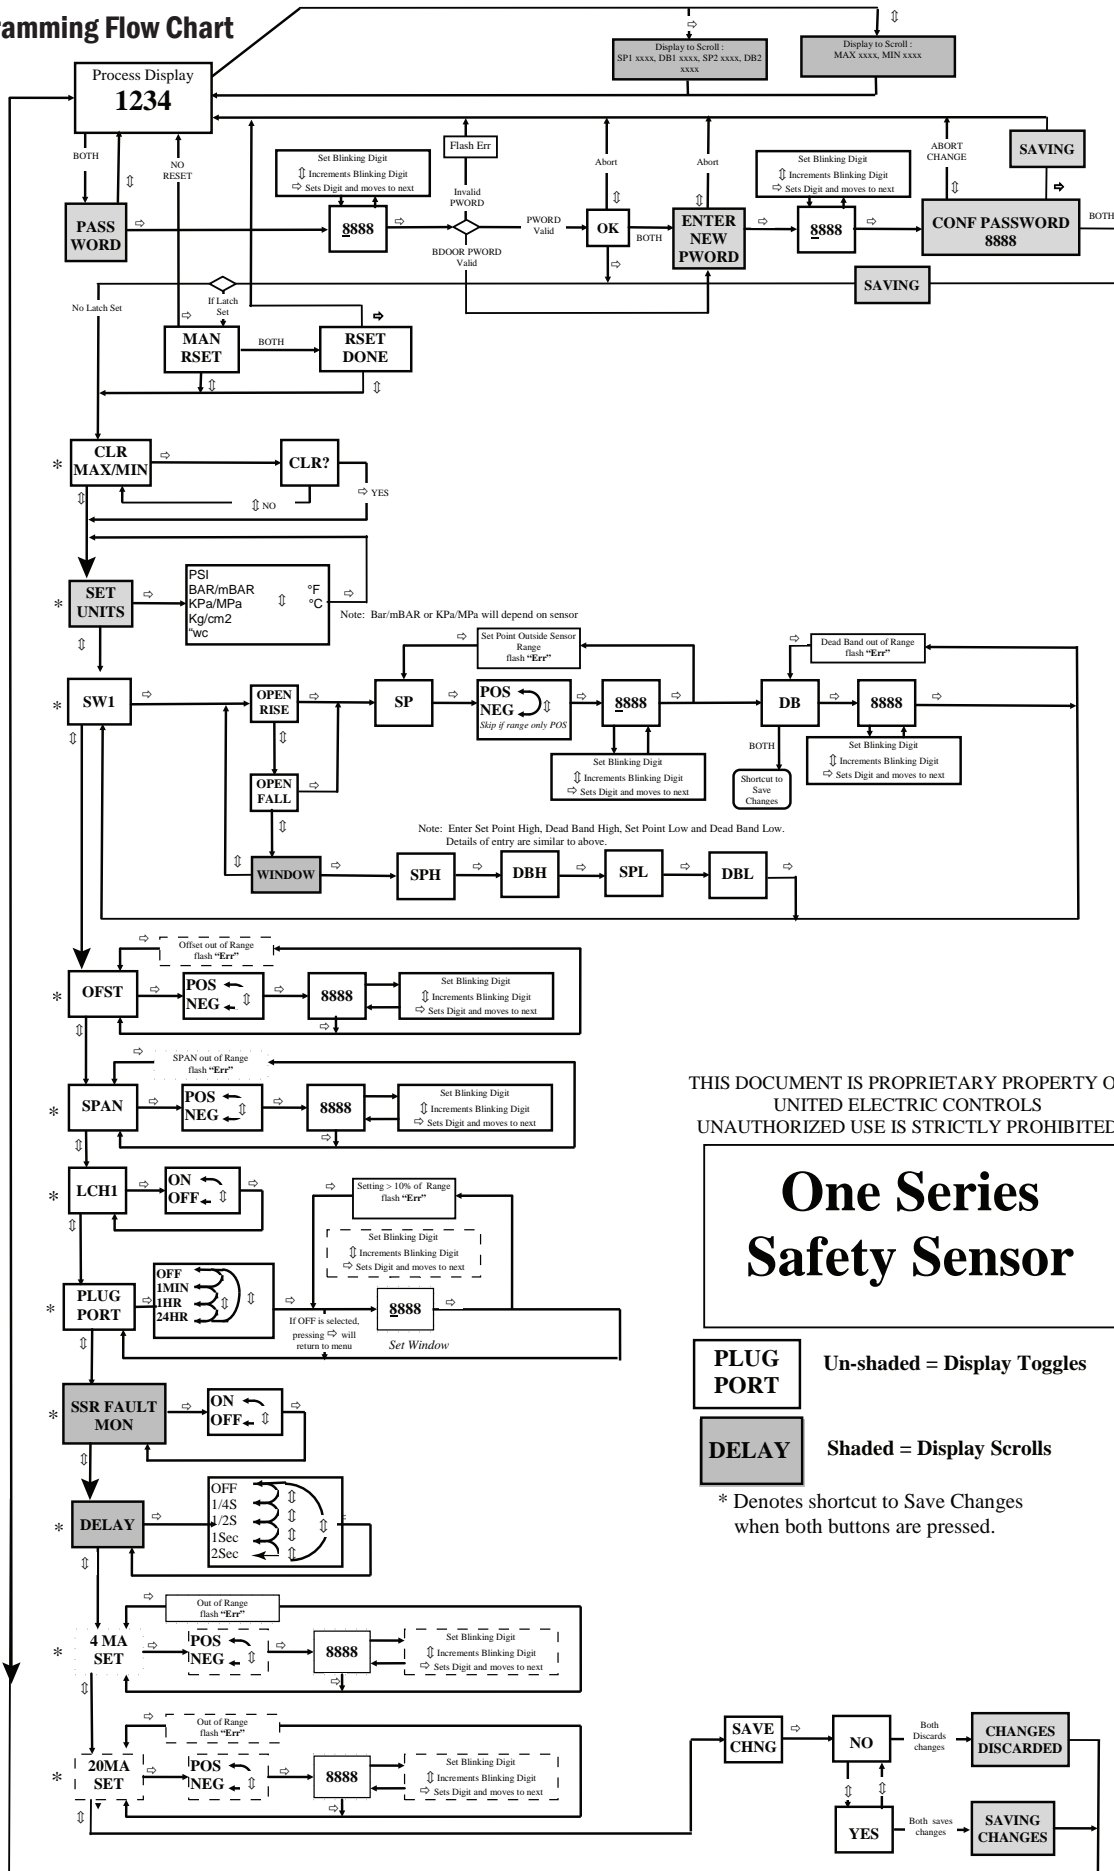 ramming Flow Chart
Display to Scroll :
SP1 xxxx, DB1 xxxx, SP2 xxxx, DB2
xxxx
Display to Scroll :
MAX xxxx, MIN xxxx
Process Display
1234
BOTH
⇕
NO
RESET
PASS
WORD
⇨
Set Blinking Digit
⇕ Increments Blinking Digit
⇨ Sets Digit and moves to next
8888
⇨
Flash Err
Invalid
PWORD
PWORD
Valid
BDOOR PWORD
Valid
Abort
⇕
OK
BOTH
⇨
Abort
⇕
ENTER
NEW
PWORD
⇨
Set Blinking Digit
⇕ Increments Blinking Digit
⇨ Sets Digit and moves to next
8888
⇨
ABORT
CHANGE
⇕
SAVING
⇨
CONF PASSWORD
8888
BOTH
SAVING
No Latch Set
If Latch
Set
⇨
MAN
RSET
BOTH
RSET
DONE
⇨
⇕
⇕
* CLR
MAX/MIN
⇨
CLR?
⇨ YES
⇕ NO
⇕
* SET
UNITS
⇨
PSI
BAR/mBAR °F
KPa/MPa ⇕ °C
Kg/cm2
"wc
⇨
Note: Bar/mBAR or KPa/MPa will depend on sensor
⇕
* SW1
⇨
OPEN
RISE
⇨
⇕
OPEN
FALL
⇨
⇕
⇕
WINDOW
⇨
⇨
Set Point Outside Sensor
Range
flash "Err"
SP
⇨
POS
NEG ⇕
Skip if range only POS
⇨
8888
⇨
Set Blinking Digit
⇕ Increments Blinking Digit
⇨ Sets Digit and moves to next
⇨
Dead Band out of Range
flash "Err"
DB
⇨
8888
⇨
BOTH
Shortcut to
Save
Changes
Set Blinking Digit
⇕ Increments Blinking Digit
⇨ Sets Digit and moves to next
Note: Enter Set Point High, Dead Band High, Set Point Low and Dead Band Low.
Details of entry are similar to above.
SPH ⇨ DBH ⇨ SPL ⇨ DBL ⇨
⇕
⇨
Offset out of Range
flash "Err"
* OFST
⇨
POS
NEG ⇕
⇨
8888
⇨
Set Blinking Digit
⇕ Increments Blinking Digit
⇨ Sets Digit and moves to next
⇕
⇨
SPAN out of Range
flash "Err"
* SPAN
⇨
POS
NEG ⇕
⇨
8888
⇨
Set Blinking Digit
⇕ Increments Blinking Digit
⇨ Sets Digit and moves to next
⇕
* LCH1
⇨
ON
OFF ⇕
⇨
⇕
* PLUG
PORT
⇨
OFF
1MIN
1HR
24HR
⇕
⇨
⇨
Setting > 10% of Range
flash "Err"
Set Blinking Digit
⇕ Increments Blinking Digit
⇨ Sets Digit and moves to next
If OFF is selected,
pressing ⇨ will
return to menu
8888
⇨
Set Window
⇕
* SSR FAULT
MON
⇨
ON
OFF ⇕
⇨
⇕
* DELAY
⇨
OFF
1/4S
1/2S
1Sec
2Sec
⇕
⇕
⇨
Out of Range
flash "Err"
* 4 MA
SET
⇨
POS
NEG ⇕
⇨
8888
⇨
Set Blinking Digit
⇕ Increments Blinking Digit
⇨ Sets Digit and moves to next
⇕
⇨
Out of Range
flash "Err"
* 20MA
SET
⇨
POS
NEG ⇕
⇨
8888
⇨
Set Blinking Digit
⇕ Increments Blinking Digit
⇨ Sets Digit and moves to next
⇕
THIS DOCUMENT IS PROPRIETARY PROPERTY O
UNITED ELECTRIC CONTROLS
UNAUTHORIZED USE IS STRICTLY PROHIBITED
One Series
Safety Sensor
PLUG
PORT
Un-shaded = Display Toggles
DELAY
Shaded = Display Scrolls
* Denotes shortcut to Save Changes
when both buttons are pressed.
SAVE
CHNG
⇨
NO
Both
Discards
changes
CHANGES
DISCARDED
⇕ ⇕
YES
Both saves
changes
SAVING
CHANGES